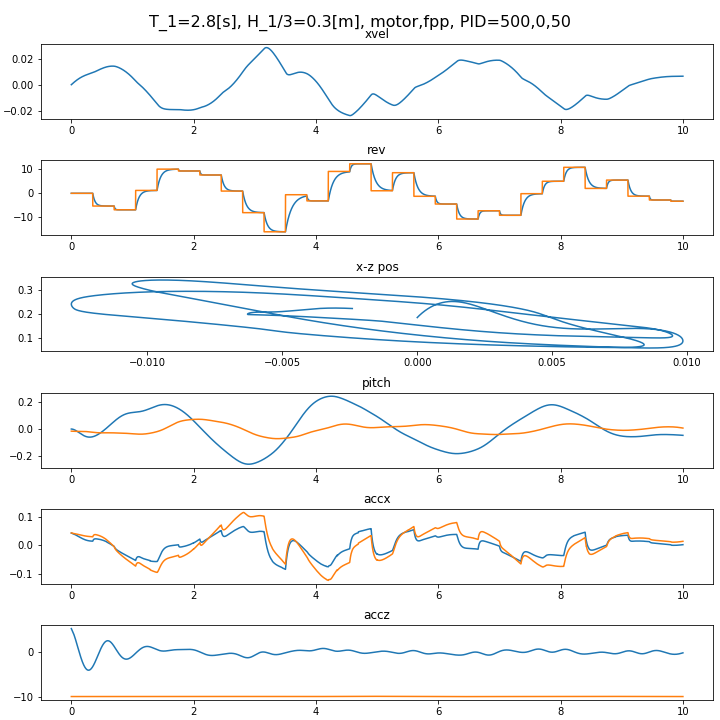 T_1=2.8[s], H_1/3=0.3[m], motor,fpp, PID=500,0,50
xvel
0.02
0.00
−0.02
0 2 4 6 8 10
rev
10
0
−10
0 2 4 6 8 10
x-z pos
0.3
0.2
0.1
−0.010 −0.005 0.000 0.005 0.010
pitch
0.2
0.0
−0.2
0 2 4 6 8 10
accx
0.1
0.0
−0.1
0 2 4 6 8 10
accz
0
−10
0 2 4 6 8 10